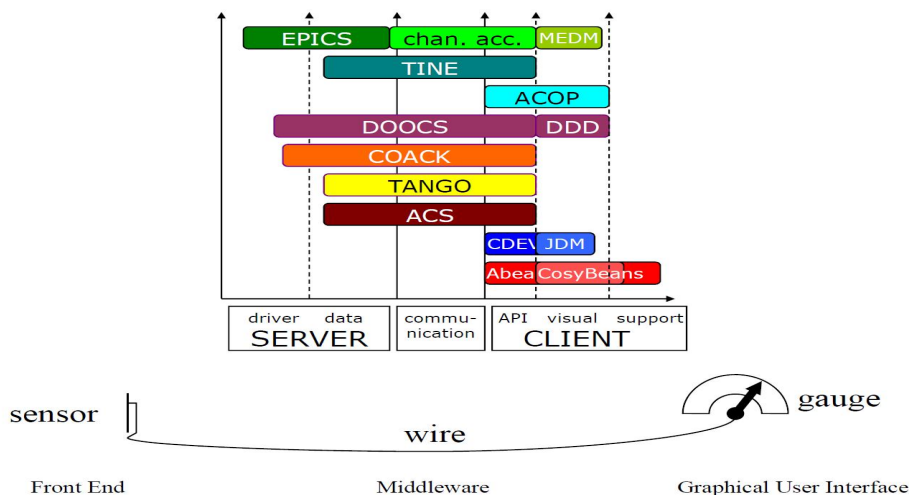 EPICS chan. acc. MEDM
TINE
ACOP
DOOCS DDD
COACK
TANGO
ACS
CDEV JDM
Abea CosyBeans
driver data commu- API visual support
SERVER nication CLIENT
sensor wire gauge
Front End Middleware Graphical User Interface